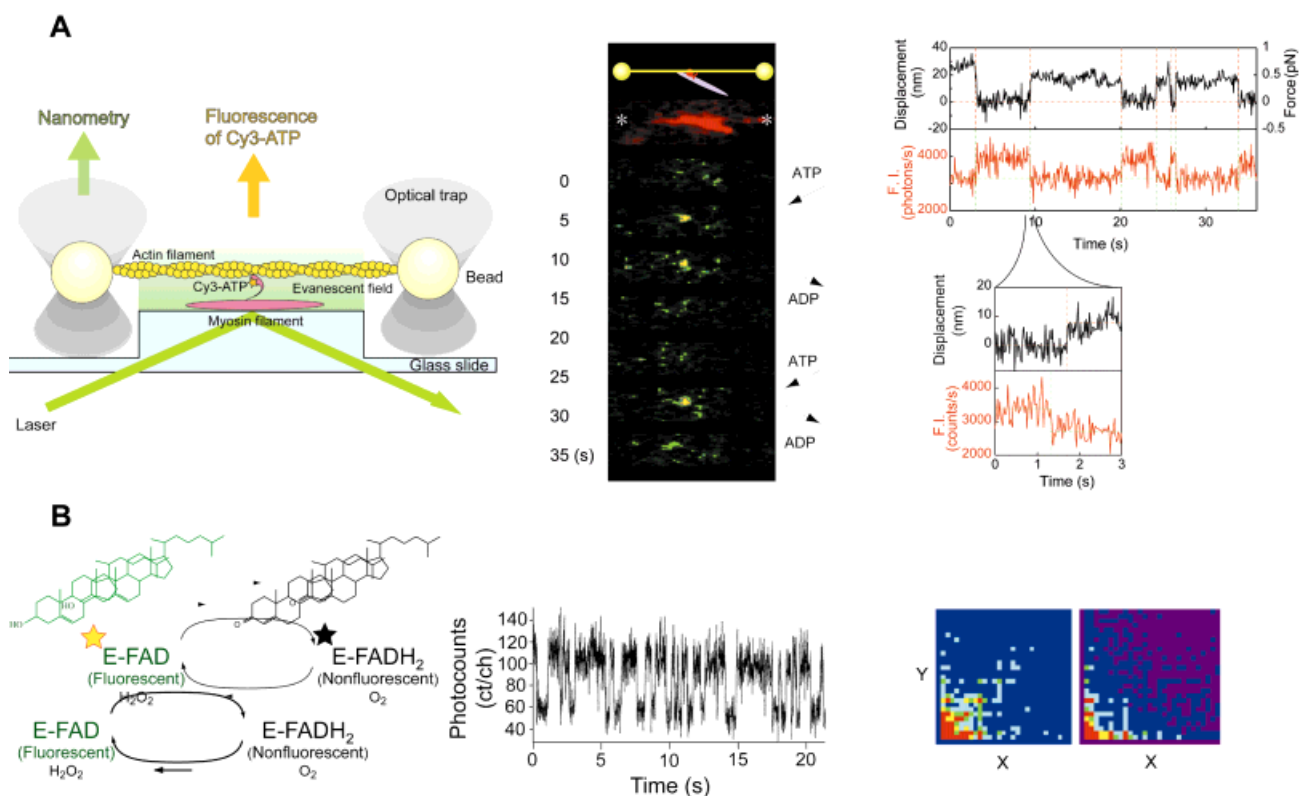 A
Nanometry
Fluorescence
of Cy3-ATP
Optical trap
Actin filament
Cy3-ATP
Evanescent field
Bead
Myosin filament
Glass slide
Laser
*
*
0
5
10
15
20
25
30
35 (s)
ATP
ADP
ATP
ADP
Displacement
(nm)
40
20
0
-20
1
0.5
0
-0.5
Force (pN)
F. I.
(photons/s)
4000
2000
0
10
20
30
Time (s)
Displacement
(nm)
20
10
0
F.I.
(counts/s)
4000
3000
2000
0
1
2
3
Time (s)
B
HO
HO
O
O
E-FAD
(Fluorescent)
H2O2
E-FADH2
(Nonfluorescent)
O2
E-FAD
(Fluorescent)
H2O2
E-FADH2
(Nonfluorescent)
O2
Photocounts
(ct/ch)
140
120
100
80
60
40
0
5
10
15
20
Time (s)
Y
X
X